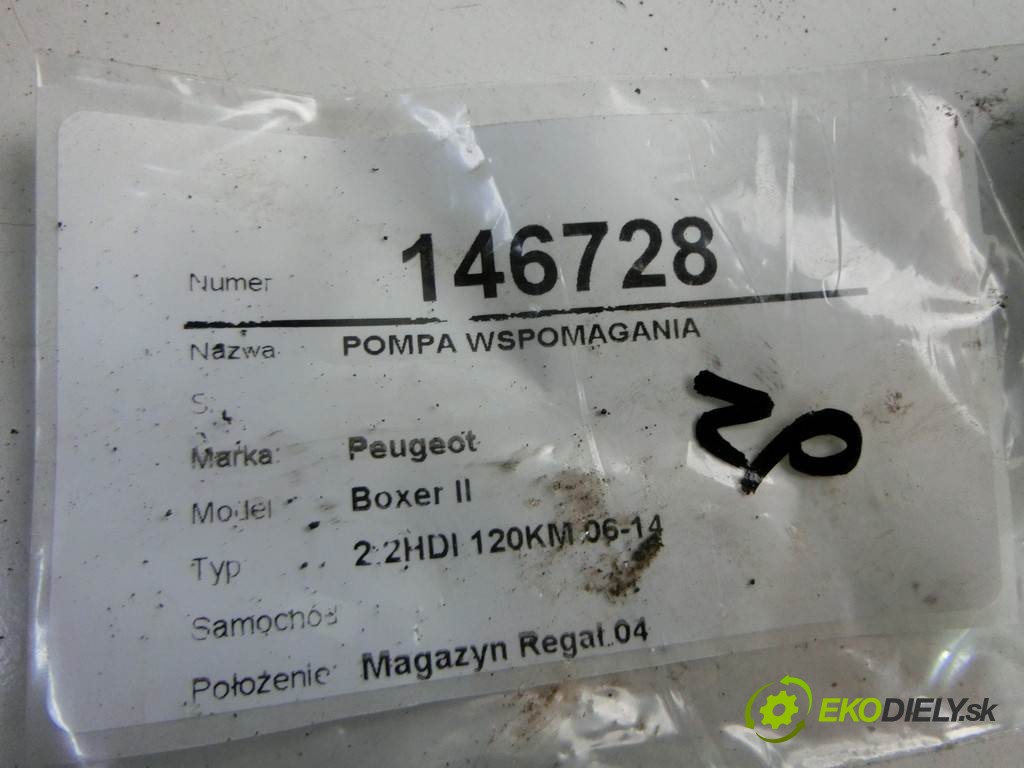 Numer 146728
Nazwa POMPA WSPOMAGANIA
S.
Marka: Peugeot
Model Boxer II
Typ 2.2HDI 120KM 06-14
Samochód
Położenie Magazyn Regał.04
EKODIELY.sk